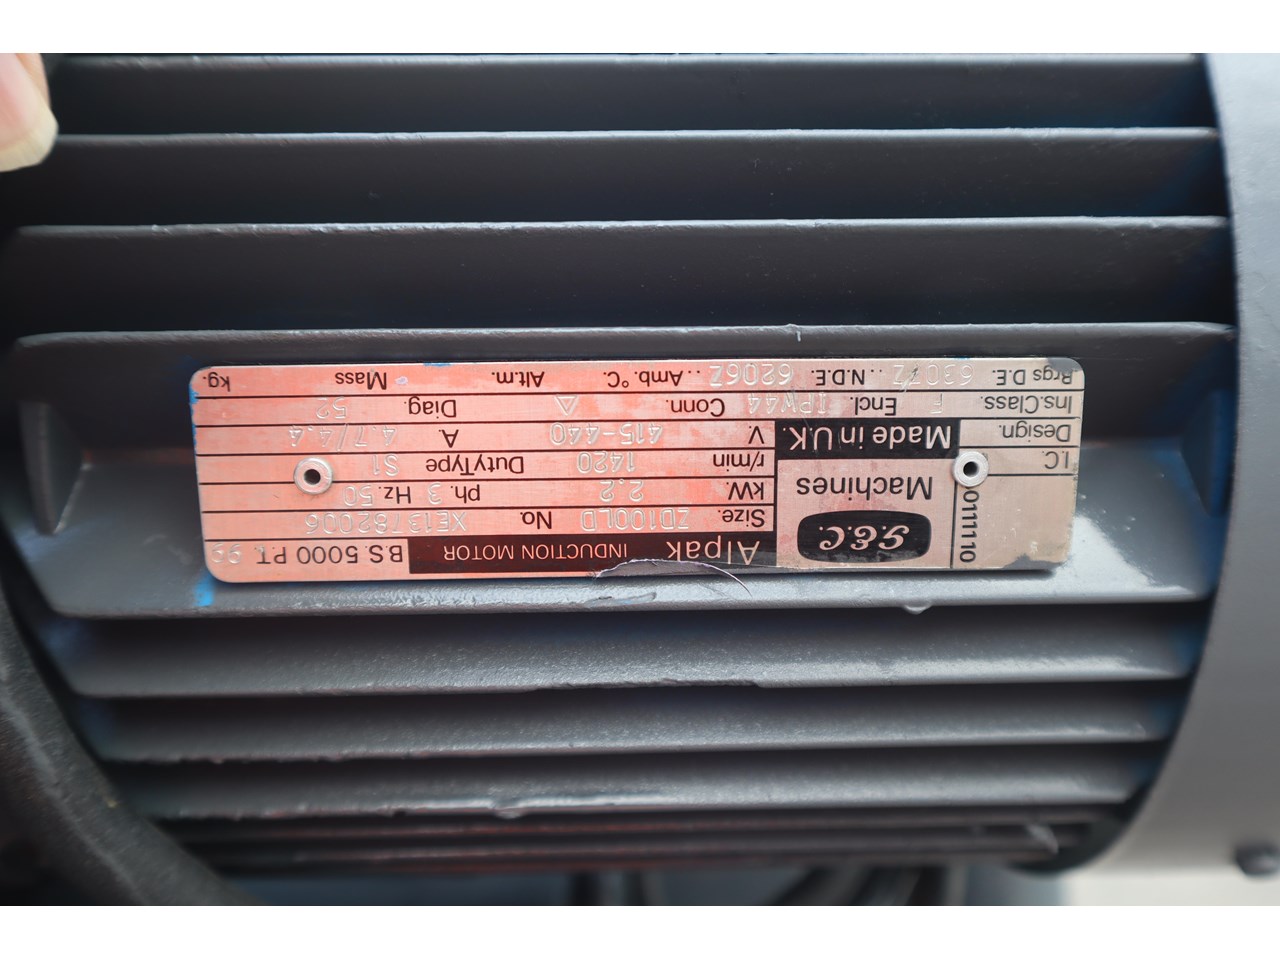 G.E.C.
Machines
Made in U.K.
0111110
Alpak INDUCTION MOTOR B.S. 5000 PT. 99
Size. ZD100LD No. XE13782006
kW. 2.2 ph. 3 Hz. 50
r/min 1420 Duty Type S1
V. 415-440 A. 4.7/4.4
I.C.
Design.
Ins.Class. F Encl. IPW44 Conn. △ Diag. 52
Brgs D.E. 6307Z .. N.D.E. 6206Z .. Amb.°C. Alt.m. Mass kg.